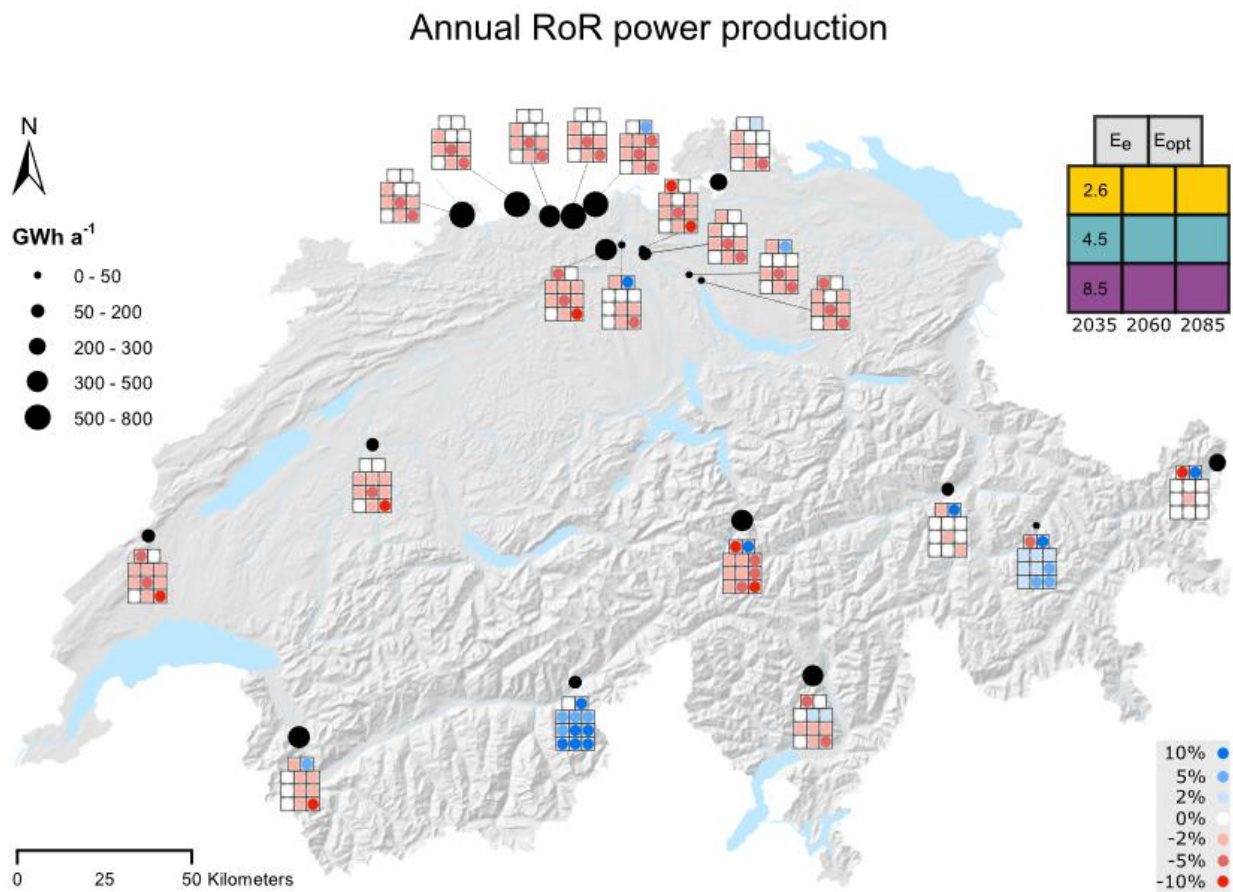 Annual RoR power production
N
GWh a⁻¹
0 - 50
50 - 200
200 - 300
300 - 500
500 - 800
Eₑ Eₒₚₜ
2.6
4.5
8.5
2035 2060 2085
0 25 50 Kilometers
10%
5%
2%
0%
-2%
-5%
-10%